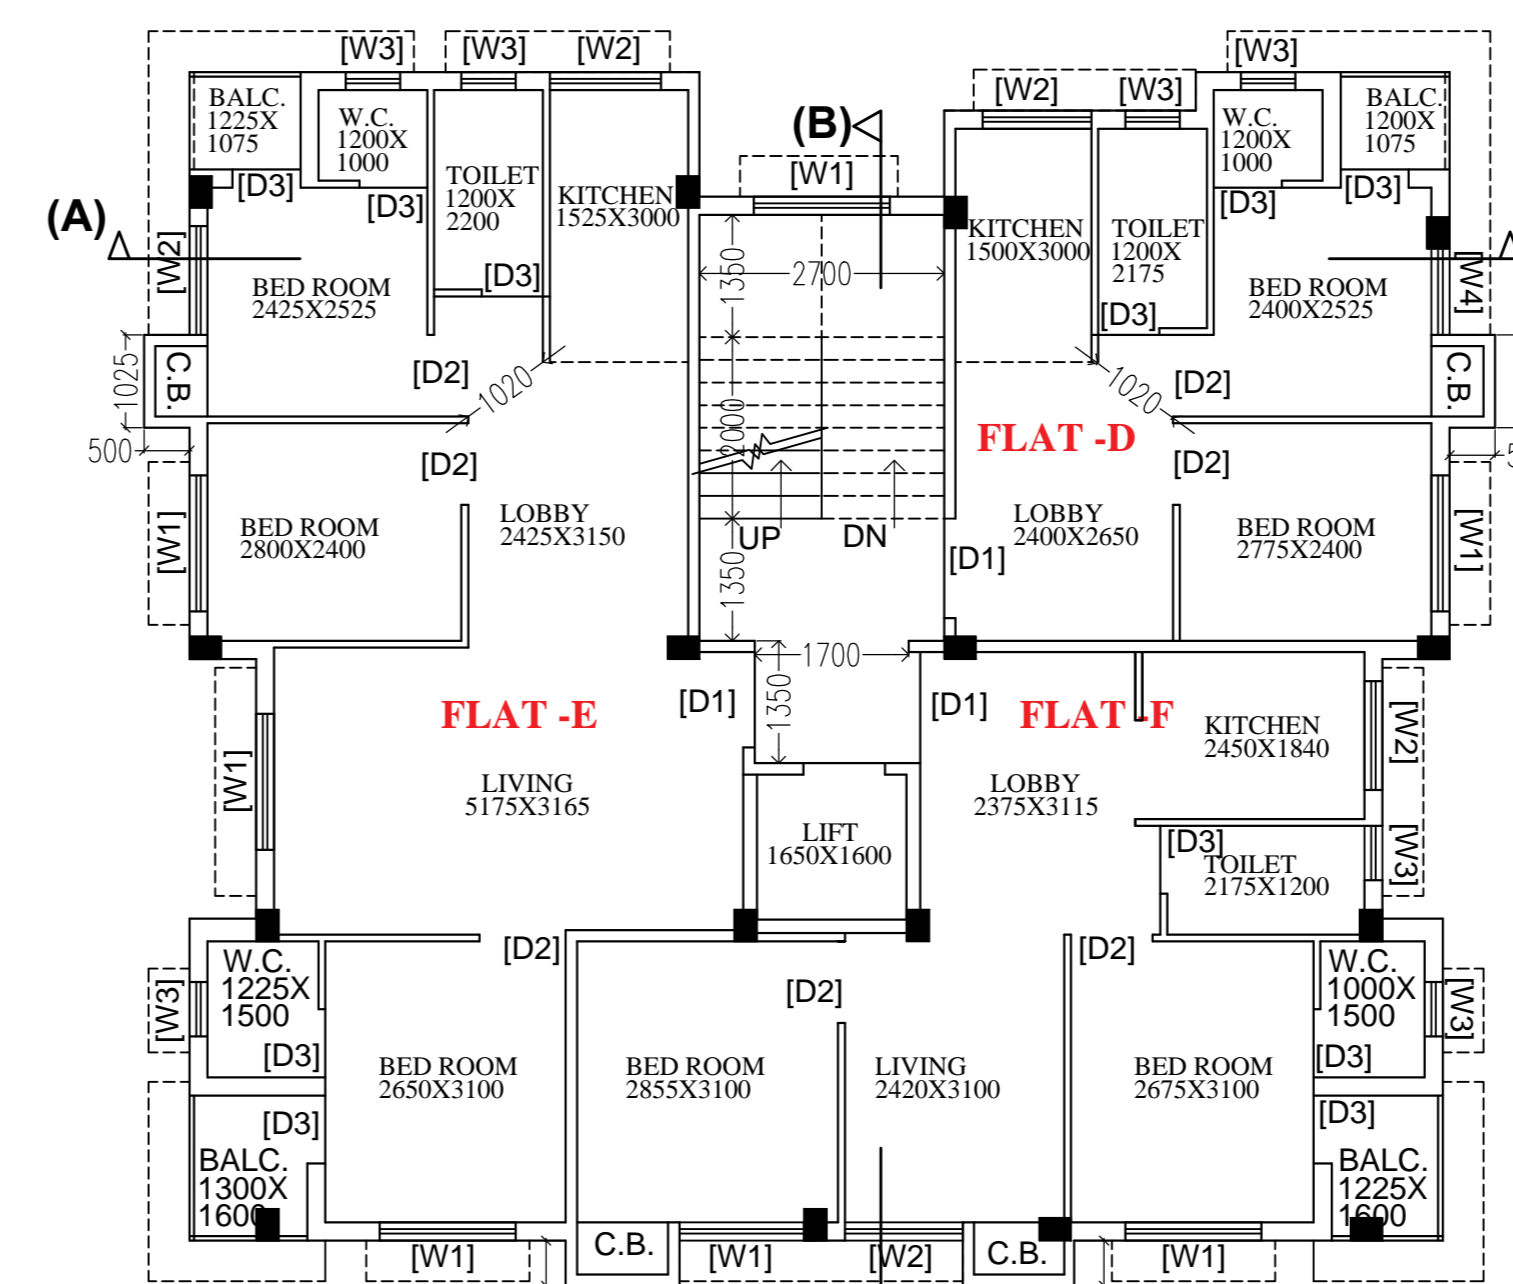 [W3]
[W3]
[W2]
[W3]
[W2]
[W3]
BALC.
1225X
1075
W.C.
1200X
1000
TOILET
1200X
2200
KITCHEN
1525X3000
(B)
[W1]
KITCHEN
1500X3000
TOILET
1200X
2175
W.C.
1200X
1000
BALC.
1200X
1075
[D3]
[D3]
[D3]
[D3]
[D3]
[D3]
(A)
[W2]
[W4]
BED ROOM
2425X2525
1350
2700
BED ROOM
2400X2525
C.B.
1025
500
[D2]
1020
2000
1020
[D2]
C.B.
FLAT -D
[D2]
[D2]
[W1]
BED ROOM
2800X2400
LOBBY
2425X3150
UP
DN
1350
[D1]
LOBBY
2400X2650
BED ROOM
2775X2400
[W1]
1700
1350
[D1]
[D1]
FLAT -E
FLAT -F
[W1]
LIVING
5175X3165
LIFT
1650X1600
LOBBY
2375X3115
KITCHEN
2450X1840
[W2]
[D3]
TOILET
2175X1200
[W3]
[D2]
[D2]
[D2]
W.C.
1225X
1500
[W3]
[D3]
W.C.
1000X
1500
[W3]
[D3]
BED ROOM
2650X3100
BED ROOM
2855X3100
LIVING
2420X3100
BED ROOM
2675X3100
[D3]
BALC.
1300X
1600
[D3]
BALC.
1225X
1600
[W1]
C.B.
[W1]
[W2]
C.B.
[W1]